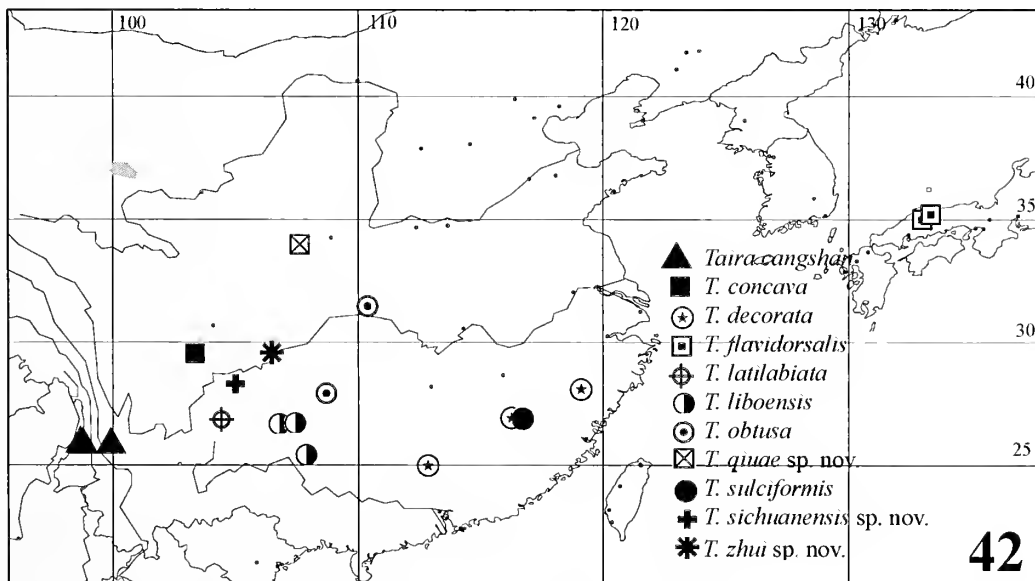 100
110
120
130
40
35
30
25
Taira cangshan
T. concava
T. decorata
T. flavidorsalis
T. latilabiata
T. liboensis
T. obtusa
T. qiuae sp. nov.
T. sulciformis
T. sichuanensis sp. nov.
T. zhui sp. nov.
42